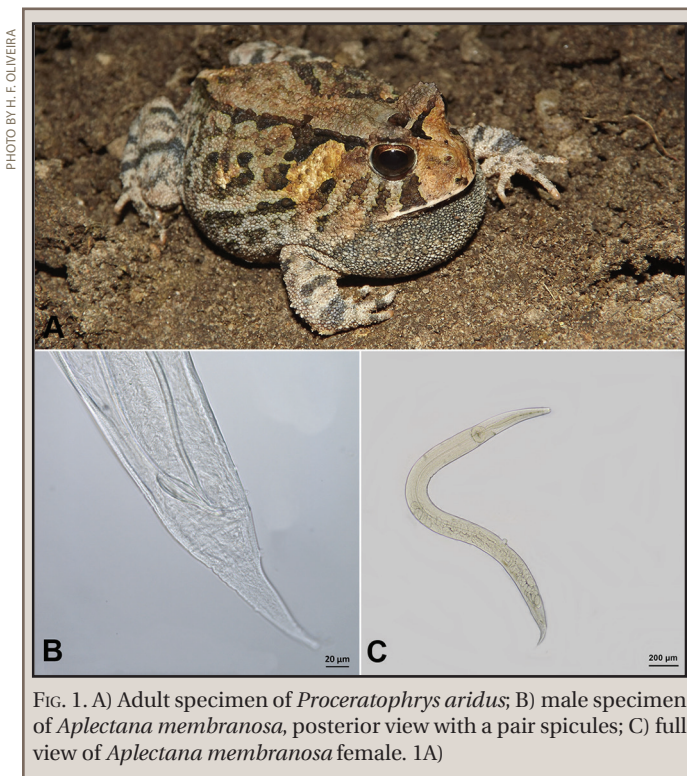 PHOTO BY H. F. OLIVEIRA
A
B
20 µm
C
200 µm
FIG. 1. A) Adult specimen of Proceratophrys aridus; B) male specimen
of Aplectana membranosa, posterior view with a pair spicules; C) full
view of Aplectana membranosa female. 1A)